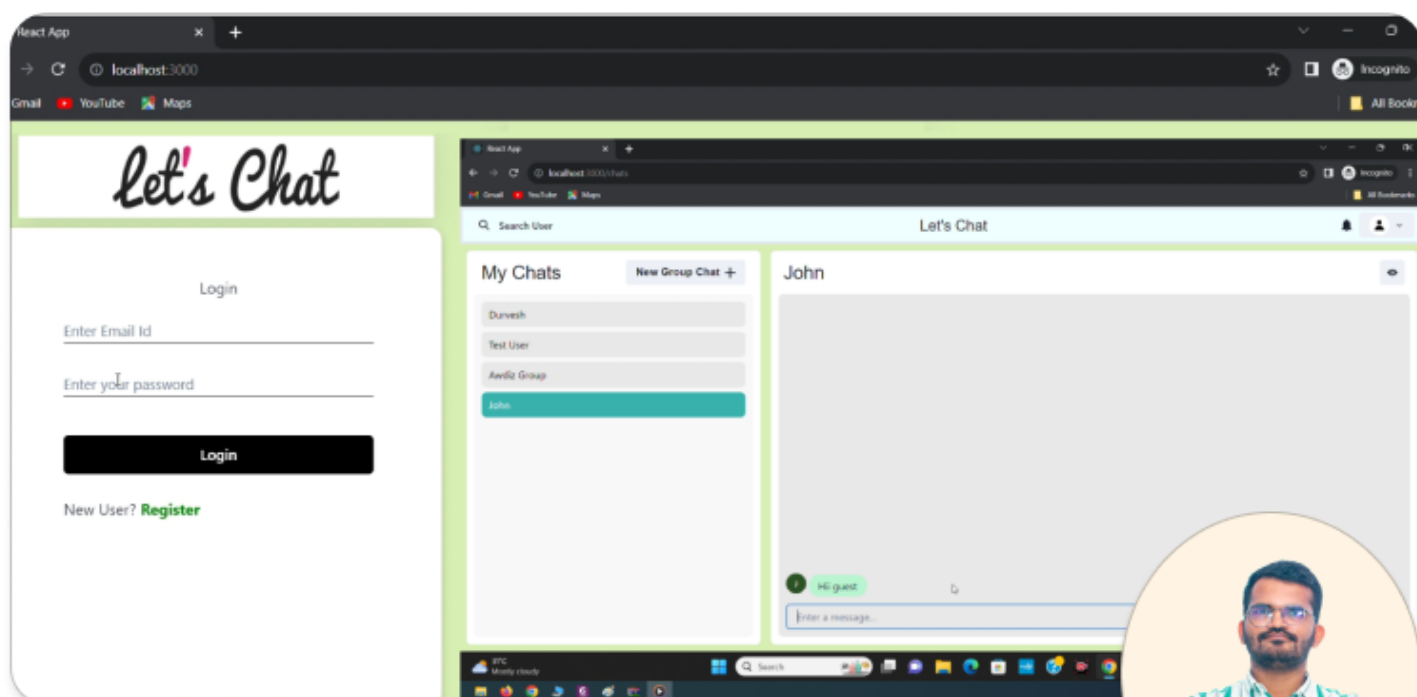 React App
localhost:3000
Incognito
Gmail YouTube Maps
All Bookr
let's Chat
Login
Enter Email Id
Enter your password
Login
New User? Register
React App
localhost:3000/chats
Incognito
Gmail YouTube Maps
All Bookmarks
Search User
Let's Chat
My Chats
New Group Chat +
Durvesh
Test User
Awdiz Group
John
John
Hii guest
Enter a message...
Mostly cloudy
Search